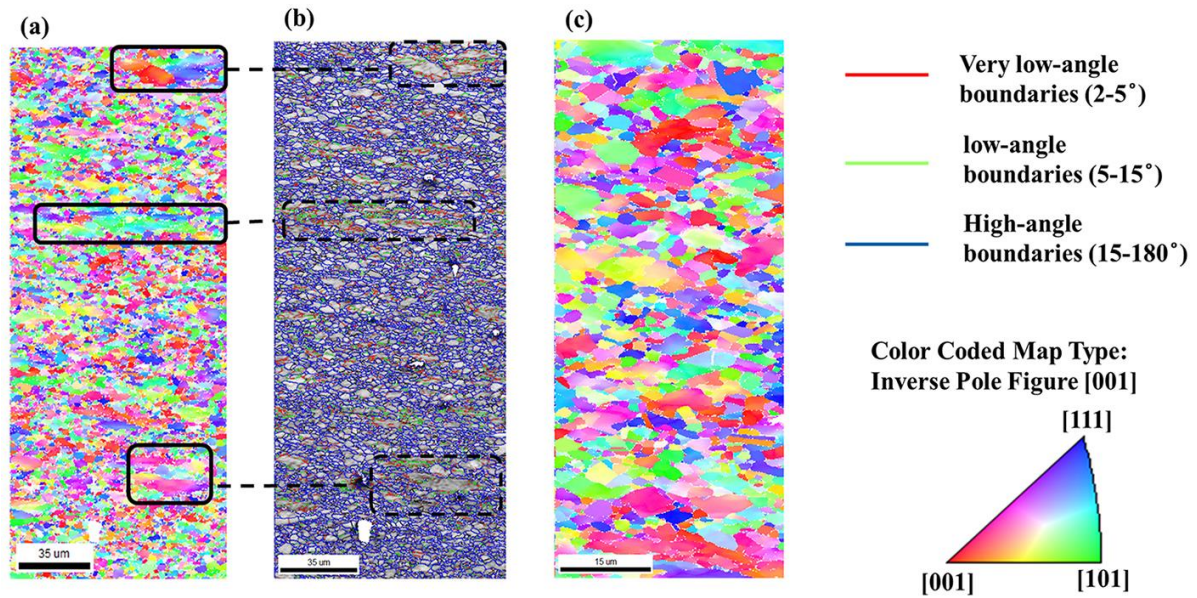 (a)
(b)
(c)
35 um
35 um
15 um
Very low-angle
boundaries (2-5˚)
low-angle
boundaries (5-15˚)
High-angle
boundaries (15-180˚)
Color Coded Map Type:
Inverse Pole Figure [001]
[111]
[001]
[101]